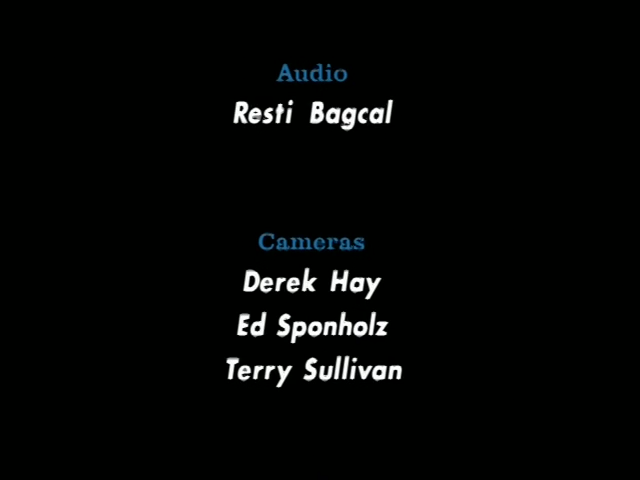 Audio
Resti Bagcal
Cameras
Derek Hay
Ed Sponholz
Terry Sullivan